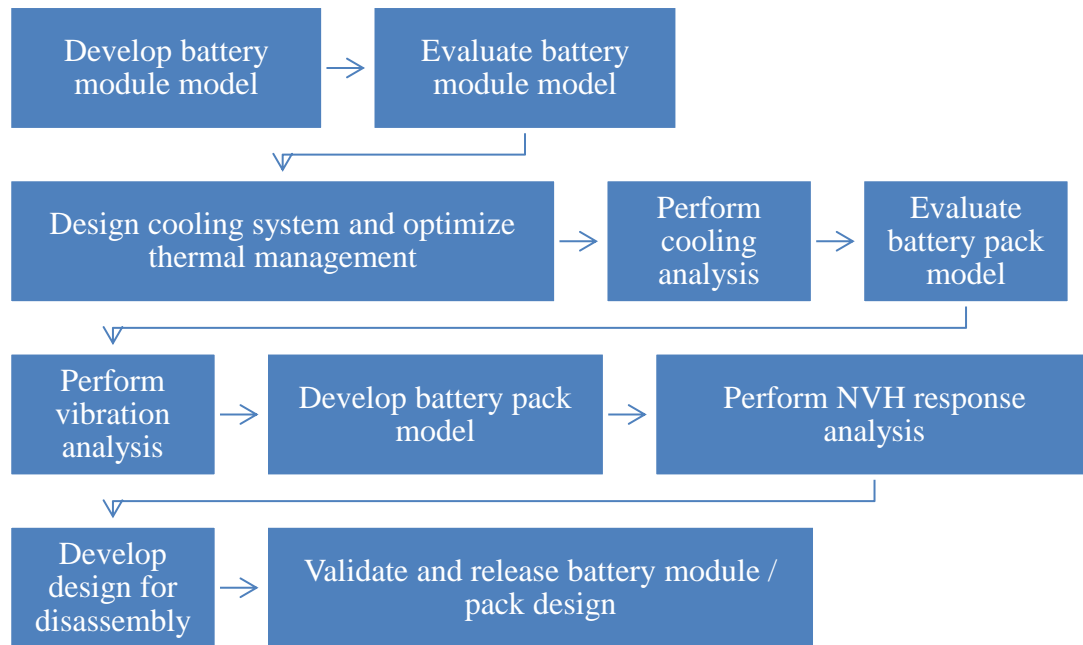 Develop battery
module model
Evaluate battery
module model
Design cooling system and optimize
thermal management
Perform
cooling
analysis
Evaluate
battery pack
model
Perform
vibration
analysis
Develop battery pack
model
Perform NVH response
analysis
Develop
design for
disassembly
Validate and release battery module /
pack design